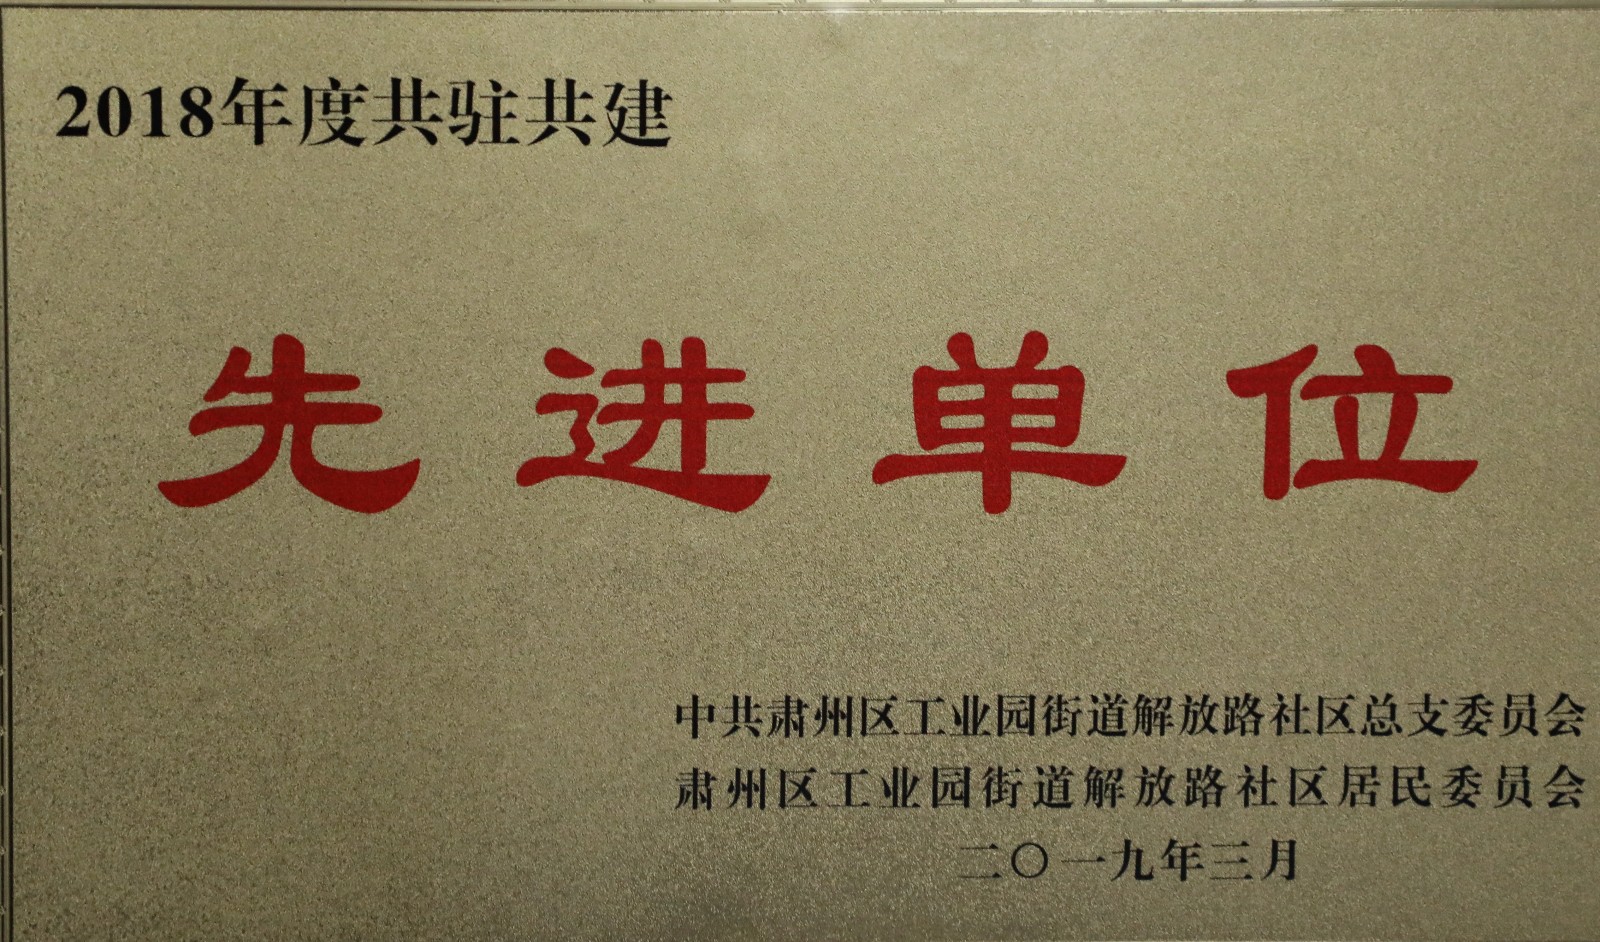 2018年度共驻共建
先进单位
中共肃州区工业园街道解放路社区总支委员会
肃州区工业园街道解放路社区居民委员会
二〇一九年三月